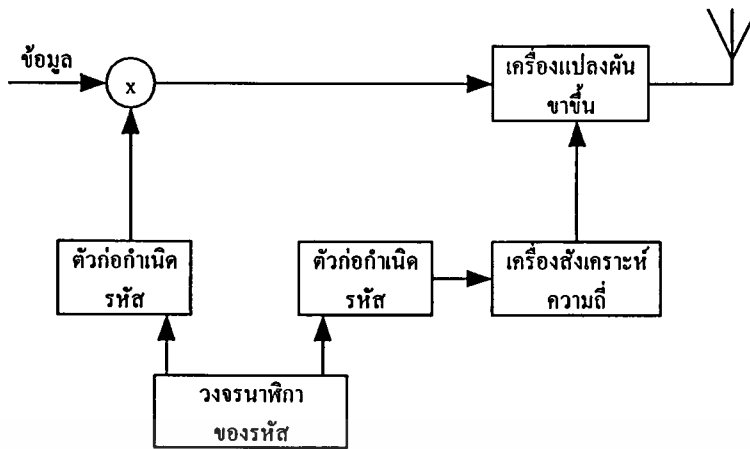 ข้อมูล
x
เครื่องแปลงผัน
ขาขึ้น
ตัวก่อกำเนิด
รหัส
ตัวก่อกำเนิด
รหัส
เครื่องสังเคราะห์
ความถี่
วงจรนาฬิกา
ของรหัส